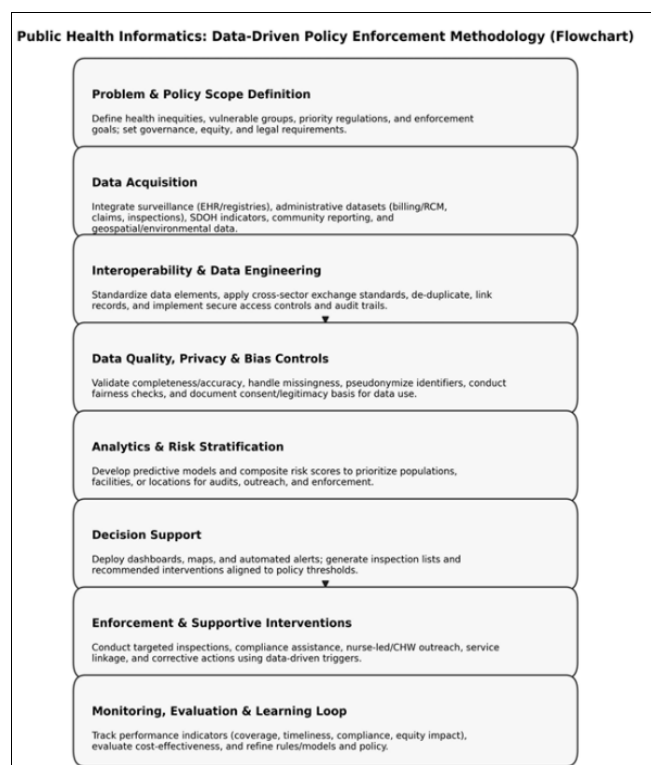 Public Health Informatics: Data-Driven Policy Enforcement Methodology (Flowchart)
Problem & Policy Scope Definition
Define health inequities, vulnerable groups, priority regulations, and enforcement
goals; set governance, equity, and legal requirements.
Data Acquisition
Integrate surveillance (EHR/registries), administrative datasets (billing/RCM,
claims, inspections), SDOH indicators, community reporting, and
geospatial/environmental data.
Interoperability & Data Engineering
Standardize data elements, apply cross-sector exchange standards, de-duplicate, link
records, and implement secure access controls and audit trails.
Data Quality, Privacy & Bias Controls
Validate completeness/accuracy, handle missingness, pseudonymize identifiers, conduct
fairness checks, and document consent/legitimacy basis for data use.
Analytics & Risk Stratification
Develop predictive models and composite risk scores to prioritize populations,
facilities, or locations for audits, outreach, and enforcement.
Decision Support
Deploy dashboards, maps, and automated alerts; generate inspection lists and
recommended interventions aligned to policy thresholds.
Enforcement & Supportive Interventions
Conduct targeted inspections, compliance assistance, nurse-led/CHW outreach, service
linkage, and corrective actions using data-driven triggers.
Monitoring, Evaluation & Learning Loop
Track performance indicators (coverage, timeliness, compliance, equity impact),
evaluate cost-effectiveness, and refine rules/models and policy.